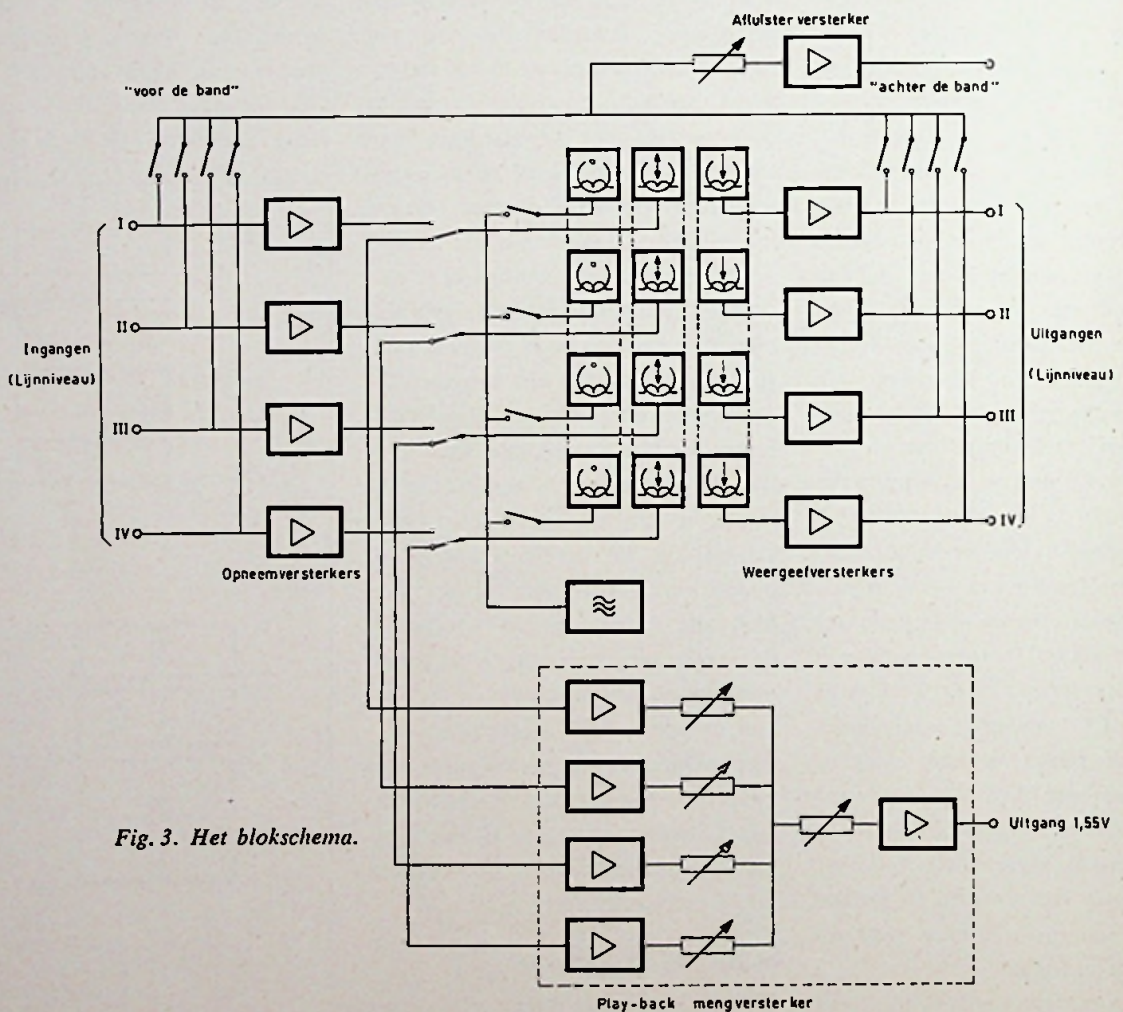 Afluister versterker
"voor de band"
"achter de band"
I
I
II
II
Ingangen
(Lijnniveau)
Uitgangen
(Lijnniveau)
III
III
IV
IV
Opneemversterkers
Weergeefversterkers
Uitgang 1,55V
Fig. 3. Het blokschema.
Play-back mengversterker